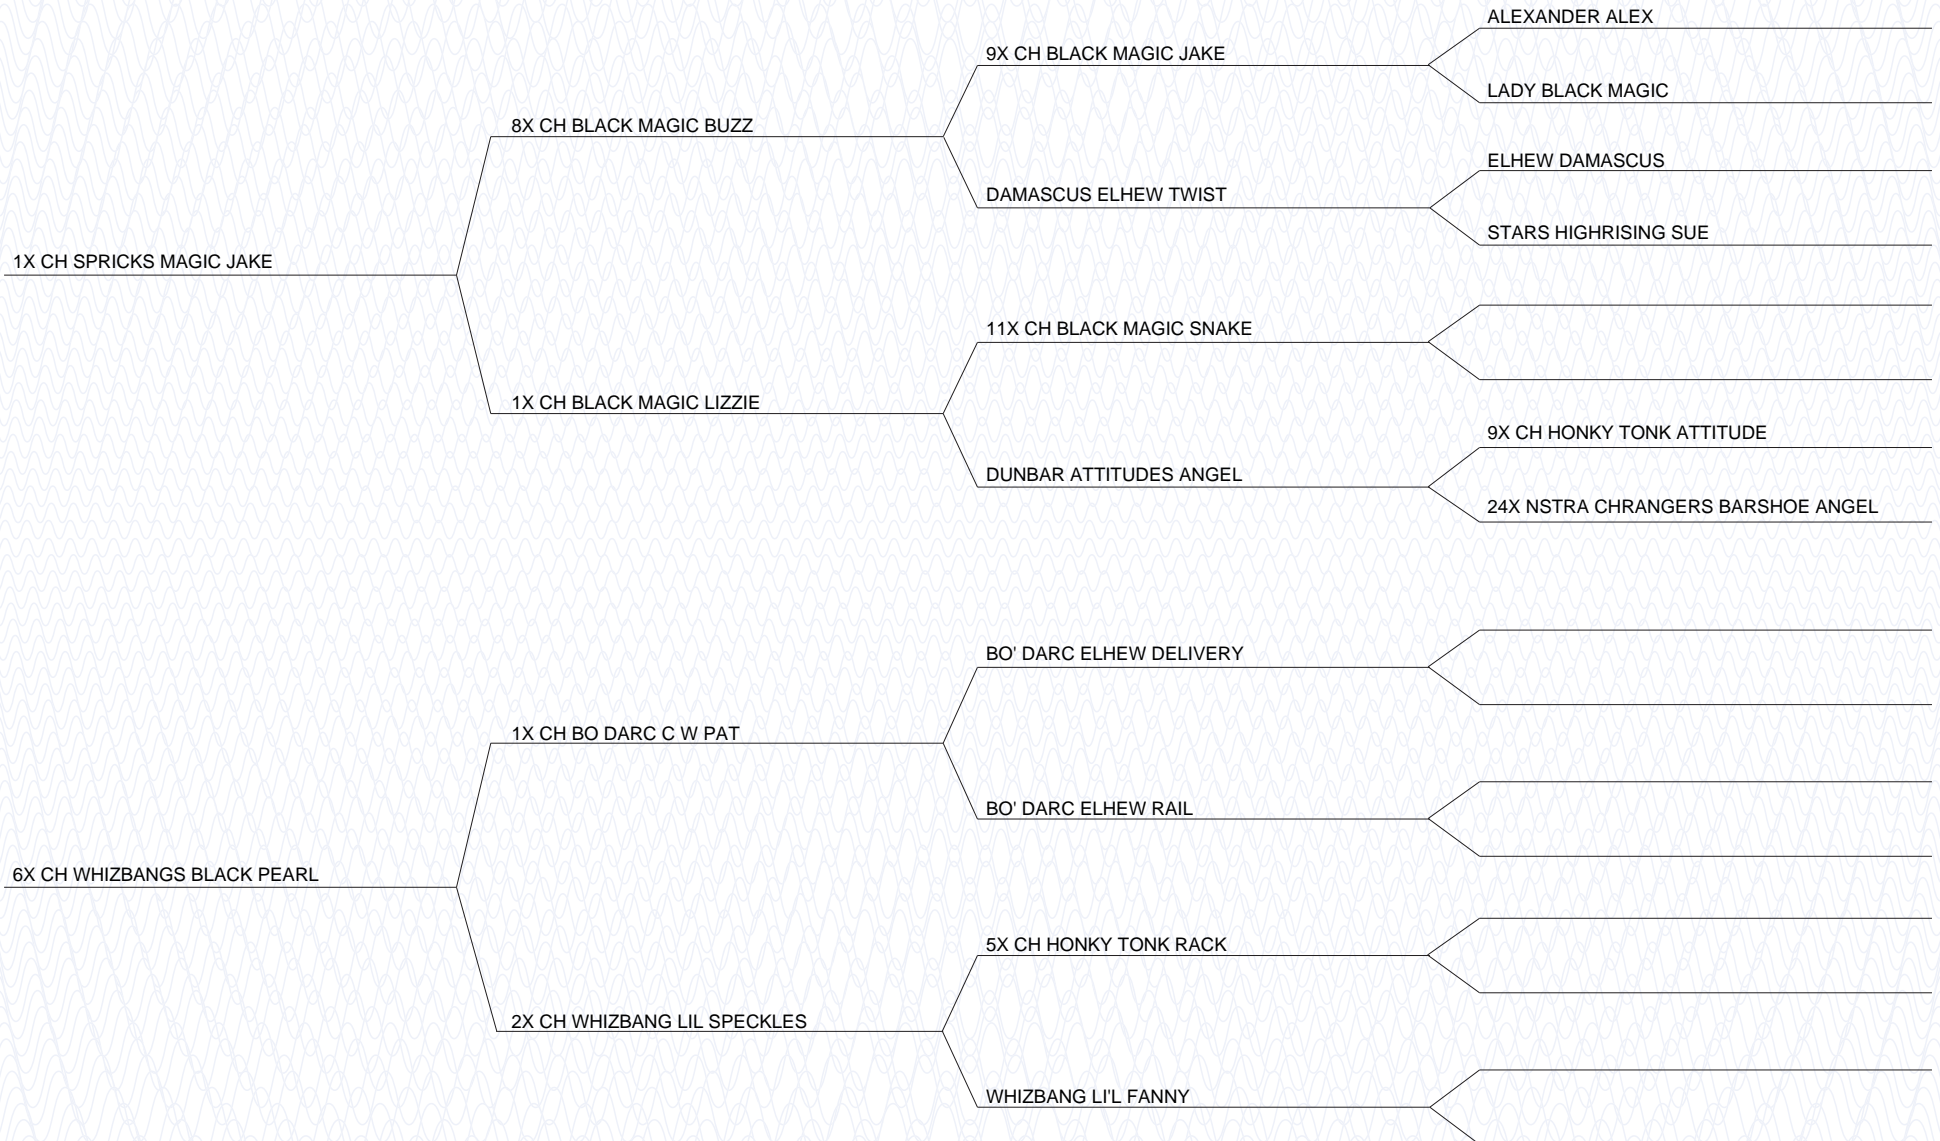 ALEXANDER ALEX
9X CH BLACK MAGIC JAKE
LADY BLACK MAGIC
8X CH BLACK MAGIC BUZZ
ELHEW DAMASCUS
DAMASCUS ELHEW TWIST
STARS HIGHRISING SUE
1X CH SPRICKS MAGIC JAKE
11X CH BLACK MAGIC SNAKE
1X CH BLACK MAGIC LIZZIE
9X CH HONKY TONK ATTITUDE
DUNBAR ATTITUDES ANGEL
24X NSTRA CHRANGERS BARSHOE ANGEL
BO' DARC ELHEW DELIVERY
1X CH BO DARC C W PAT
BO' DARC ELHEW RAIL
6X CH WHIZBANGS BLACK PEARL
5X CH HONKY TONK RACK
2X CH WHIZBANG LIL SPECKLES
WHIZBANG LI'L FANNY